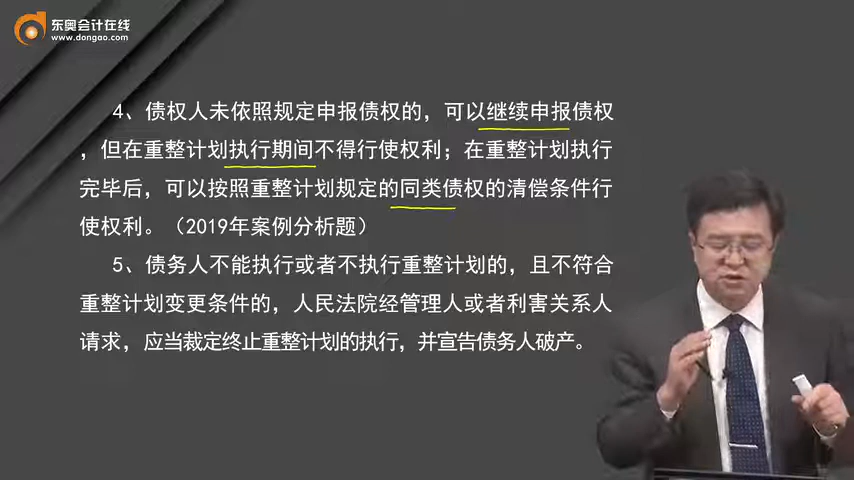 东奥会计在线
www.dongao.com
4、债权人未依照规定申报债权的，可以继续申报债权
，但在重整计划执行期间不得行使权利；在重整计划执行
完毕后，可以按照重整计划规定的同类债权的清偿条件行
使权利。（2019年案例分析题）
5、债务人不能执行或者不执行重整计划的，且不符合
重整计划变更条件的，人民法院经管理人或者利害关系人
请求，应当裁定终止重整计划的执行，并宣告债务人破产。